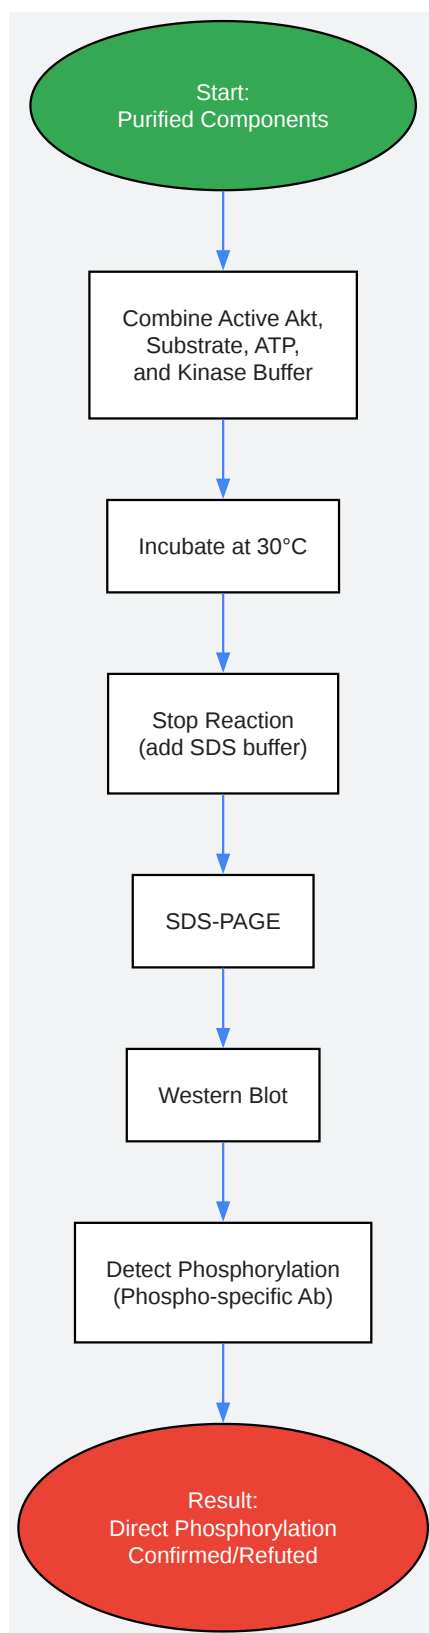 Start:
Purified Components
Combine Active Akt,
Substrate, ATP,
and Kinase Buffer
Incubate at 30°C
Stop Reaction
(add SDS buffer)
SDS-PAGE
Western Blot
Detect Phosphorylation
(Phospho-specific Ab)
Result:
Direct Phosphorylation
Confirmed/Refuted